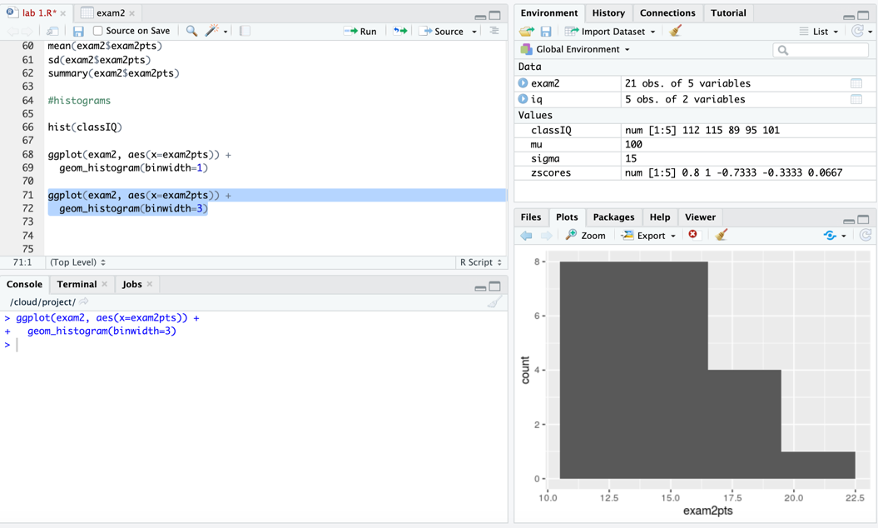 lab 1.R* × exam2 ×
Source on Save Run Source
60 mean(exam2$exam2pts)
61 sd(exam2$exam2pts)
62 summary(exam2$exam2pts)
63
64 #histograms
65
66 hist(classIQ)
67
68 ggplot(exam2, aes(x=exam2pts)) +
69   geom_histogram(binwidth=1)
70
71 ggplot(exam2, aes(x=exam2pts)) +
72   geom_histogram(binwidth=3)
73
74
75
71:1 (Top Level) R Script
Console Terminal × Jobs ×
/cloud/project/
> ggplot(exam2, aes(x=exam2pts)) +
+   geom_histogram(binwidth=3)
>
Environment History Connections Tutorial
Import Dataset List
Global Environment
Data
exam2 21 obs. of 5 variables
iq 5 obs. of 2 variables
Values
classIQ num [1:5] 112 115 89 95 101
mu 100
sigma 15
zscores num [1:5] 0.8 1 -0.7333 -0.3333 0.0667
Files Plots Packages Help Viewer
Zoom Export
8
6
4
2
0
count
10.0 12.5 15.0 17.5 20.0 22.5
exam2pts